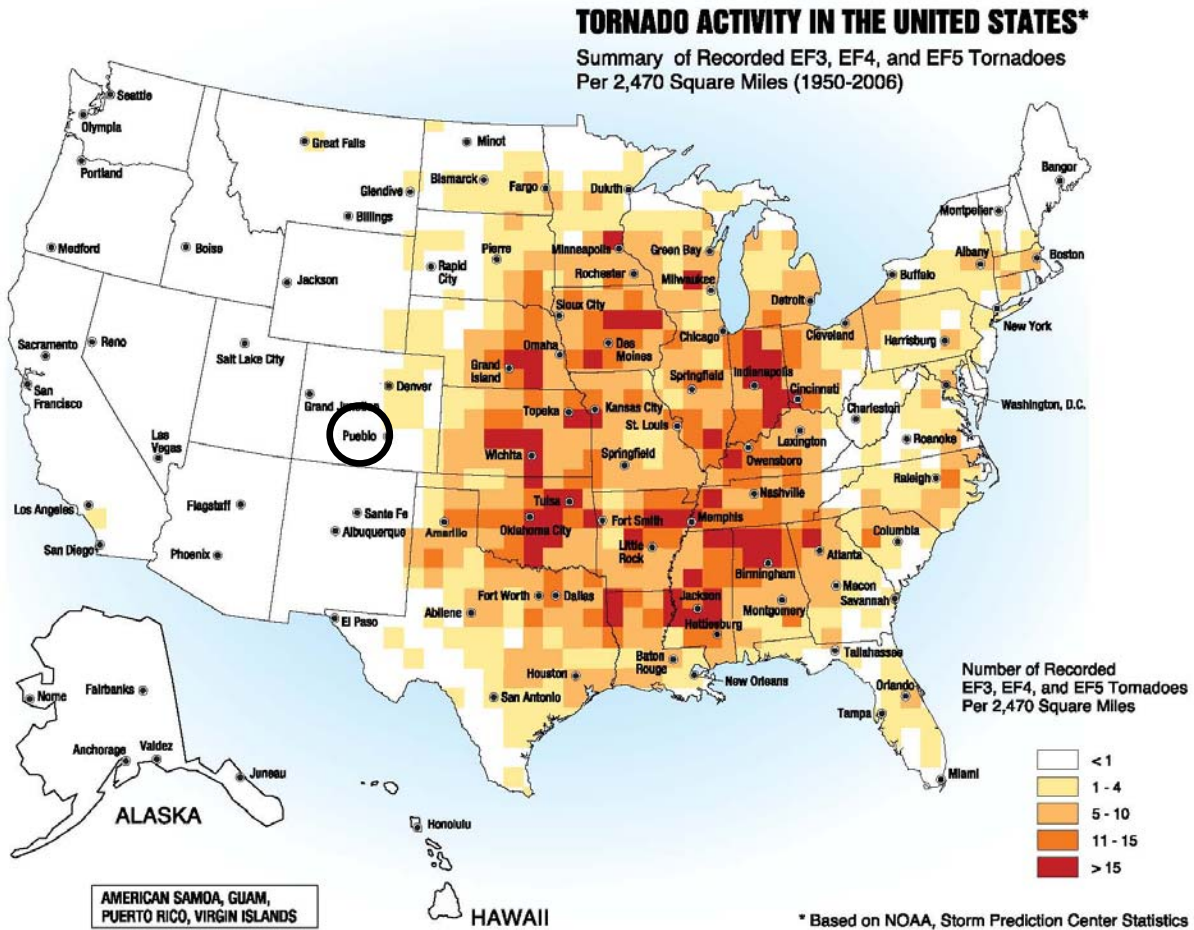 TORNADO ACTIVITY IN THE UNITED STATES*
Summary of Recorded EF3, EF4, and EF5 Tornadoes
Per 2,470 Square Miles (1950-2006)
Seattle
Olympia
Portland
Medford
Boise
Great Falls
Glendive
Billings
Jackson
Minot
Bismarck
Fargo
Duluth
Pierre
Rapid
City
Minneapolis
Rochester
Green Bay
Milwaukee
Sioux City
Bangor
Montpelier
Albany
Boston
Buffalo
Detroit
Cleveland
New York
Harrisburg
Washington, D.C.
Sacramento
Reno
San
Francisco
Salt Lake City
Las
Vegas
Denver
Grand Junction
Pueblo
Grand
Island
Omaha
Des
Moines
Chicago
Springfield
Indianapolis
Cincinnati
Charleston
Topeka
Kansas City
St. Louis
Lexington
Roanoke
Wichita
Springfield
Owensboro
Raleigh
Los Angeles
San Diego
Flagstaff
Phoenix
Santa Fe
Albuquerque
Amarillo
Tulsa
Oklahoma City
Fort Smith
Little
Rock
Memphis
Nashville
Columbia
Atlanta
Birmingham
Macon
Savannah
El Paso
Abilene
Fort Worth
Dallas
Jackson
Hattiesburg
Montgomery
Tallahassee
Baton
Rouge
New Orleans
Houston
San Antonio
Orlando
Tampa
Miami
Nome
Fairbanks
Anchorage
Valdez
Juneau
ALASKA
Honolulu
HAWAII
AMERICAN SAMOA, GUAM,
PUERTO RICO, VIRGIN ISLANDS
Number of Recorded
EF3, EF4, and EF5 Tornadoes
Per 2,470 Square Miles
< 1
1 - 4
5 - 10
11 - 15
> 15
* Based on NOAA, Storm Prediction Center Statistics